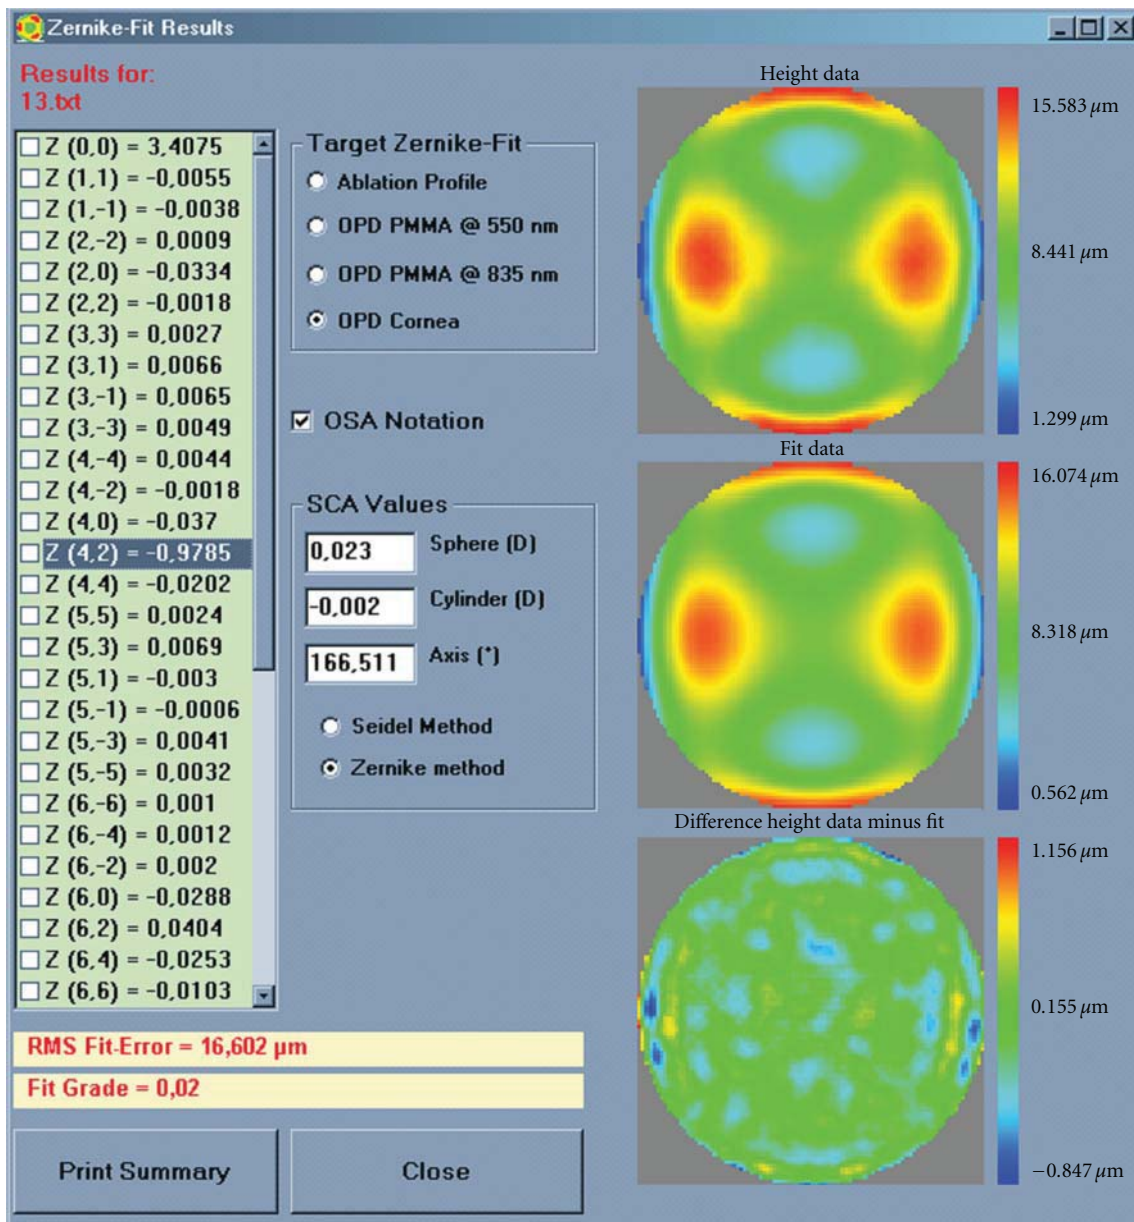 Zernike-Fit Results
Results for:
13.txt
Z (0,0) = 3,4075
Z (1,1) = -0,0055
Z (1,-1) = -0,0038
Z (2,-2) = 0,0009
Z (2,0) = -0,0334
Z (2,2) = -0,0018
Z (3,3) = 0,0027
Z (3,1) = 0,0066
Z (3,-1) = 0,0065
Z (3,-3) = 0,0049
Z (4,-4) = 0,0044
Z (4,-2) = -0,0018
Z (4,0) = -0,037
Z (4,2) = -0,9785
Z (4,4) = -0,0202
Z (5,5) = 0,0024
Z (5,3) = 0,0069
Z (5,1) = -0,003
Z (5,-1) = -0,0006
Z (5,-3) = 0,0041
Z (5,-5) = 0,0032
Z (6,-6) = 0,001
Z (6,-4) = 0,0012
Z (6,-2) = 0,002
Z (6,0) = -0,0288
Z (6,2) = 0,0404
Z (6,4) = -0,0253
Z (6,6) = -0,0103
Target Zernike-Fit
Ablation Profile
OPD PMMA @ 550 nm
OPD PMMA @ 835 nm
OPD Cornea
OSA Notation
SCA Values
0,023 Sphere (D)
-0,002 Cylinder (D)
166,511 Axis (°)
Seidel Method
Zernike method
RMS Fit-Error = 16,602 µm
Fit Grade = 0,02
Print Summary
Close
Height data
15.583 µm
8.441 µm
1.299 µm
Fit data
16.074 µm
8.318 µm
0.562 µm
Difference height data minus fit
1.156 µm
0.155 µm
−0.847 µm